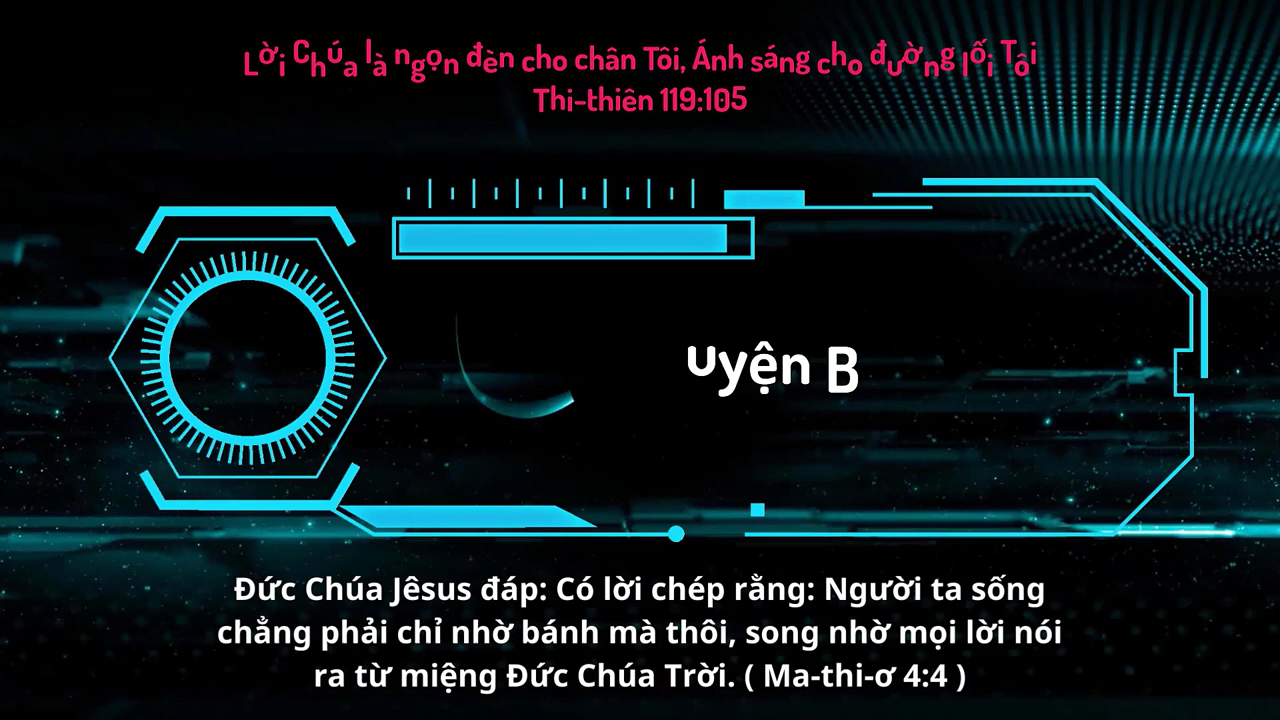 Lời Chúa là ngọn đèn cho chân Tôi, Ánh sáng cho đường lối Tôi
Thi-thiên 119:105
uyện B
Đức Chúa Jêsus đáp: Có lời chép rằng: Người ta sống
chẳng phải chỉ nhờ bánh mà thôi, song nhờ mọi lời nói
ra từ miệng Đức Chúa Trời. ( Ma-thi-ơ 4:4 )